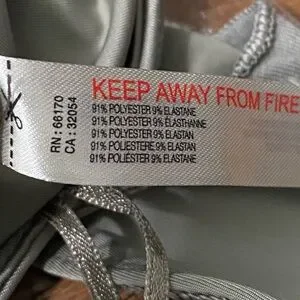 RN : 66170
CA : 32054
KEEP AWAY FROM FIRE
91% POLYESTER 9% ELASTANE
91% POLYESTER 9% ELASTHANNE
91% POLYESTER 9% ELASTAN
91% POLIESTERE 9% ELASTAN
91% POLIÉSTER 9% ELASTANE